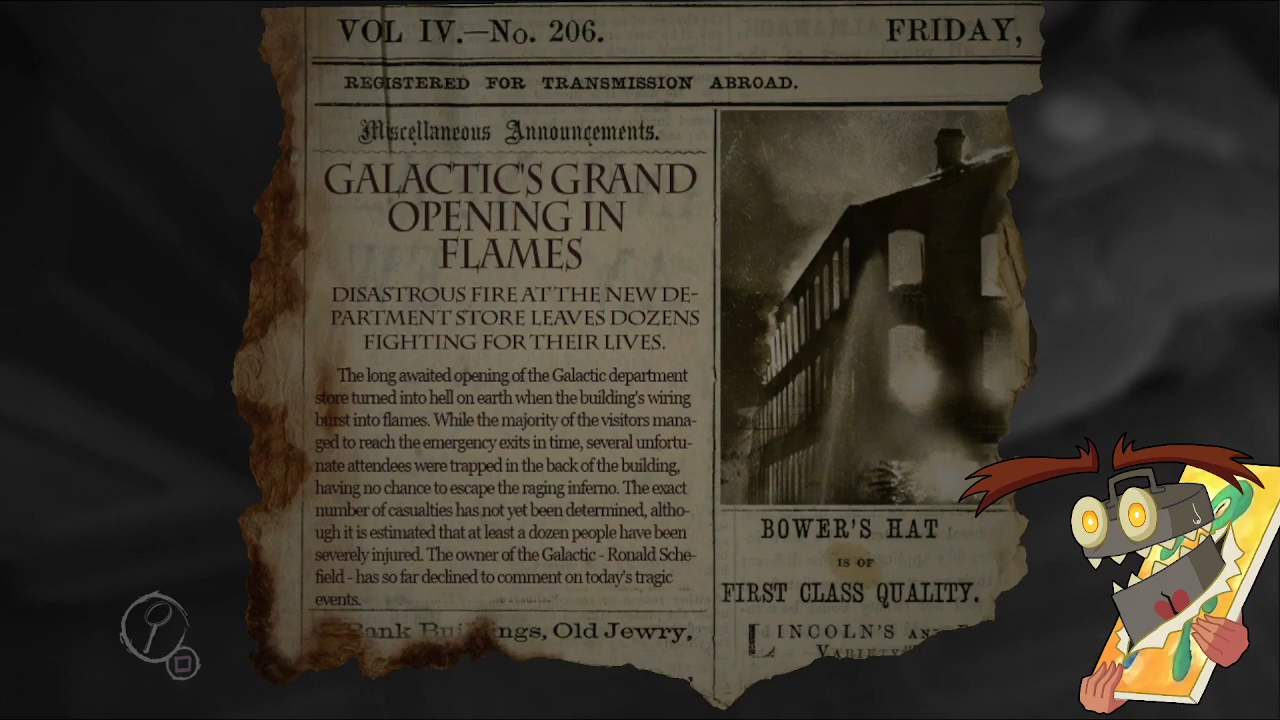 VOL IV.—No. 206.
FRIDAY,
REGISTERED FOR TRANSMISSION ABROAD.
Miscellaneous Announcements.
GALACTIC'S GRAND
OPENING IN
FLAMES
DISASTROUS FIRE AT THE NEW DE-
PARTMENT STORE LEAVES DOZENS
FIGHTING FOR THEIR LIVES.
The long awaited opening of the Galactic department
store turned into hell on earth when the building's wiring
burst into flames. While the majority of the visitors mana-
ged to reach the emergency exits in time, several unfortu-
nate attendees were trapped in the back of the building,
having no chance to escape the raging inferno. The exact
number of casualties has not yet been determined, altho-
ugh it is estimated that at least a dozen people have been
severely injured. The owner of the Galactic - Ronald Sche-
field - has so far declined to comment on today's tragic
events.
Bank Buildings, Old Jewry,
BOWER'S HAT
IS OF
FIRST CLASS QUALITY.
LINCOLN'S AND